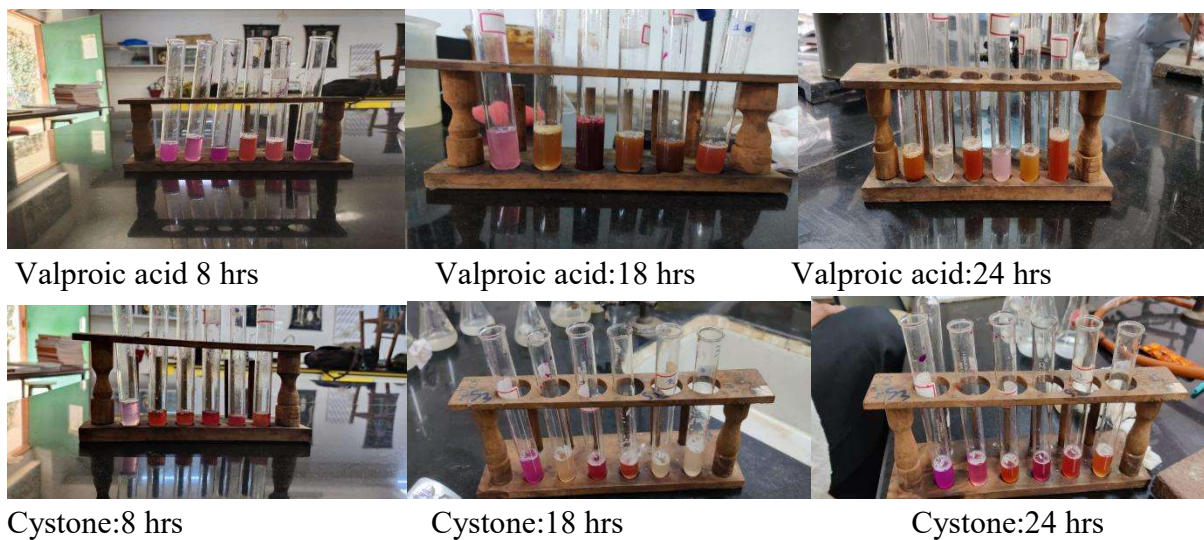 Valproic acid 8 hrs
Valproic acid:18 hrs
Valproic acid:24 hrs
Cystone:8 hrs
Cystone:18 hrs
Cystone:24 hrs